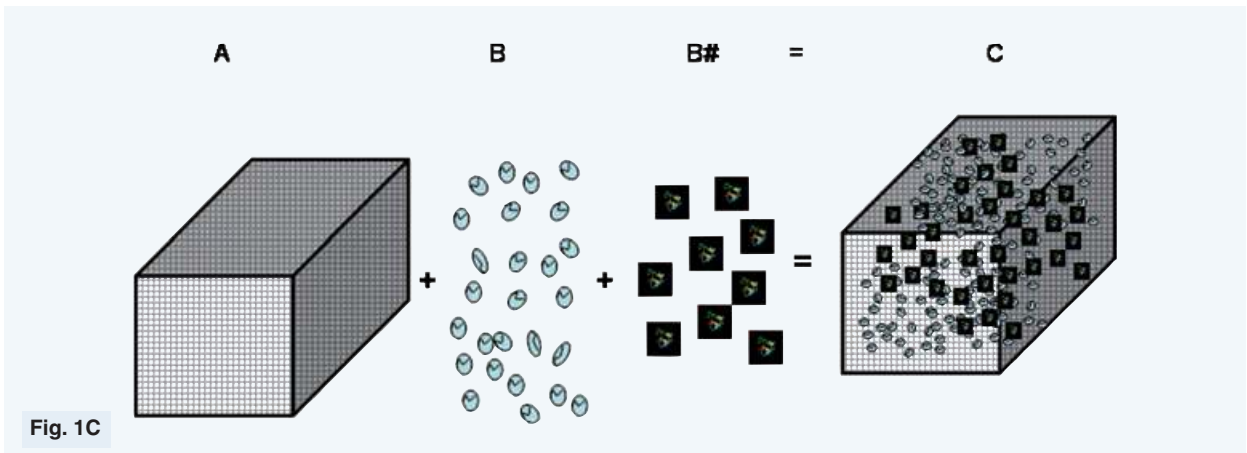 A B B# = C
+ + =
Fig. 1C